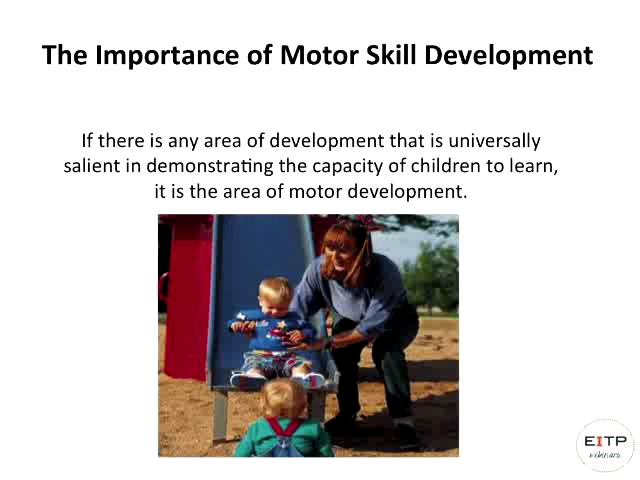 The Importance of Motor Skill Development
If there is any area of development that is universally
salient in demonstrating the capacity of children to learn,
it is the area of motor development.
EITP
webinars